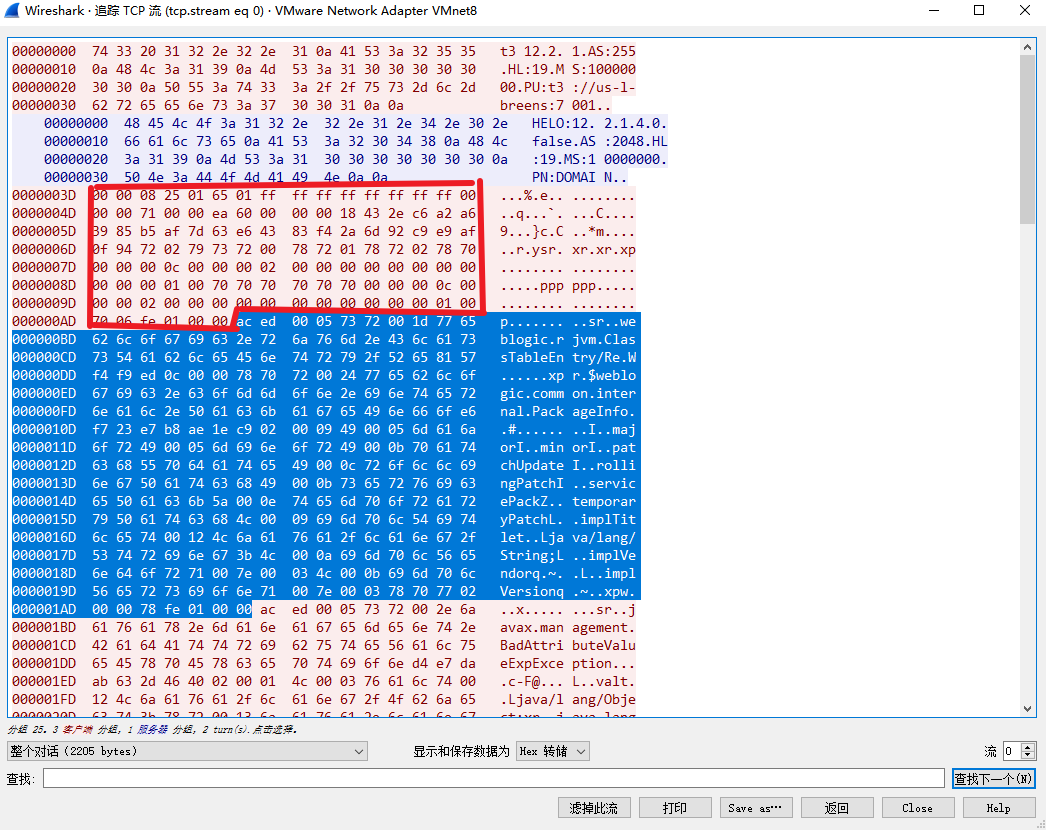 Wireshark · 追踪 TCP 流 (tcp.stream eq 0) · VMware Network Adapter VMnet8
00000000 74 33 20 31 32 2e 32 2e 31 0a 41 53 3a 32 35 35 t3 12.2. 1.AS:255
00000010 0a 48 4c 3a 31 39 0a 4d 53 3a 31 30 30 30 30 30 .HL:19.M S:100000
00000020 30 30 0a 50 55 3a 74 33 3a 2f 2f 75 73 2d 6c 2d 00.PU:t3 ://us-l-
00000030 62 72 65 65 6e 73 3a 37 30 30 31 0a 0a breens:7 001..
00000000 48 45 4c 4f 3a 31 32 2e 32 2e 31 2e 34 2e 30 2e HELO:12. 2.1.4.0.
00000010 66 61 6c 73 65 0a 41 53 3a 32 30 34 38 0a 48 4c false.AS :2048.HL
00000020 3a 31 39 0a 4d 53 3a 31 30 30 30 30 30 30 30 0a :19.MS:1 0000000.
00000030 50 4e 3a 44 4f 4d 41 49 4e 0a 0a PN:DOMAI N..
0000003D 00 00 08 25 01 65 01 ff ff ff ff ff ff ff ff 00 ...%.e.. ........
0000004D 00 00 71 00 00 ea 60 00 00 00 18 43 2e c6 a2 a6 ..q...`. ...C....
0000005D 39 85 b5 af 7d 63 e6 43 83 f4 2a 6d 92 c9 e9 af 9...}c.C ..*m....
0000006D 0f 94 72 02 79 73 72 00 78 72 01 78 72 02 78 70 ..r.ysr. xr.xr.xp
0000007D 00 00 00 0c 00 00 00 02 00 00 00 00 00 00 00 00 ........ ........
0000008D 00 00 00 01 00 70 70 70 70 70 70 00 00 00 0c 00 .....ppp ppp.....
0000009D 00 00 02 00 00 00 00 00 00 00 00 00 00 00 01 00 ........ ........
000000AD 70 06 fe 01 00 00 ac ed 00 05 73 72 00 1d 77 65 p....... ..sr..we
000000BD 62 6c 6f 67 69 63 2e 72 6a 76 6d 2e 43 6c 61 73 blogic.r jvm.Clas
000000CD 73 54 61 62 6c 65 45 6e 74 72 79 2f 52 65 81 57 sTableEn try/Re.W
000000DD f4 f9 ed 0c 00 00 78 70 72 00 24 77 65 62 6c 6f ......xp r.$weblo
000000ED 67 69 63 2e 63 6f 6d 6d 6f 6e 2e 69 6e 74 65 72 gic.comm on.inter
000000FD 6e 61 6c 2e 50 61 63 6b 61 67 65 49 6e 66 6f e6 nal.Pack ageInfo.
0000010D f7 23 e7 b8 ae 1e c9 02 00 09 49 00 05 6d 61 6a .#...... ..I..maj
0000011D 6f 72 49 00 05 6d 69 6e 6f 72 49 00 0b 70 61 74 orI..min orI..pat
0000012D 63 68 55 70 64 61 74 65 49 00 0c 72 6f 6c 6c 69 chUpdate I..rolli
0000013D 6e 67 50 61 74 63 68 49 00 0b 73 65 72 76 69 63 ngPatchI ..servic
0000014D 65 50 61 63 6b 5a 00 0e 74 65 6d 70 6f 72 61 72 ePackZ.. temporar
0000015D 79 50 61 74 63 68 4c 00 09 69 6d 70 6c 54 69 74 yPatchL. .implTit
0000016D 6c 65 74 00 12 4c 6a 61 76 61 2f 6c 61 6e 67 2f let..Lja va/lang/
0000017D 53 74 72 69 6e 67 3b 4c 00 0a 69 6d 70 6c 56 65 String;L ..implVe
0000018D 6e 64 6f 72 71 00 7e 00 03 4c 00 0b 69 6d 70 6c ndorq.~. .L..impl
0000019D 56 65 72 73 69 6f 6e 71 00 7e 00 03 78 70 77 02 Versionq .~..xpw.
000001AD 00 00 78 fe 01 00 00 ac ed 00 05 73 72 00 2e 6a ..x..... ...sr..j
000001BD 61 76 61 78 2e 6d 61 6e 61 67 65 6d 65 6e 74 2e avax.man agement.
000001CD 42 61 64 41 74 74 72 69 62 75 74 65 56 61 6c 75 BadAttri buteValu
000001DD 65 45 78 70 45 78 63 65 70 74 69 6f 6e d4 e7 da eExpExce ption...
000001ED ab 63 2d 46 40 02 00 01 4c 00 03 76 61 6c 74 00 .c-F@... L..valt.
000001FD 12 4c 6a 61 76 61 2f 6c 61 6e 67 2f 4f 62 6a 65 .Ljava/l ang/Obje
分组 25。3 客户端 分组，1 服务器 分组，2 turn(s).点击选择。
整个对话 (2205 bytes)
显示和保存数据为
Hex 转储
流
0
查找:
查找下一个(N)
滤掉此流
打印
Save as…
返回
Close
Help